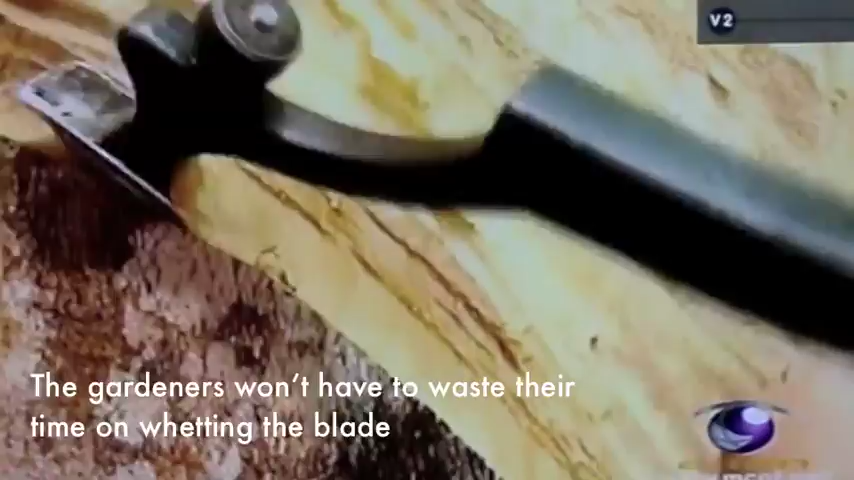 V2
The gardeners won't have to waste their
time on whetting the blade